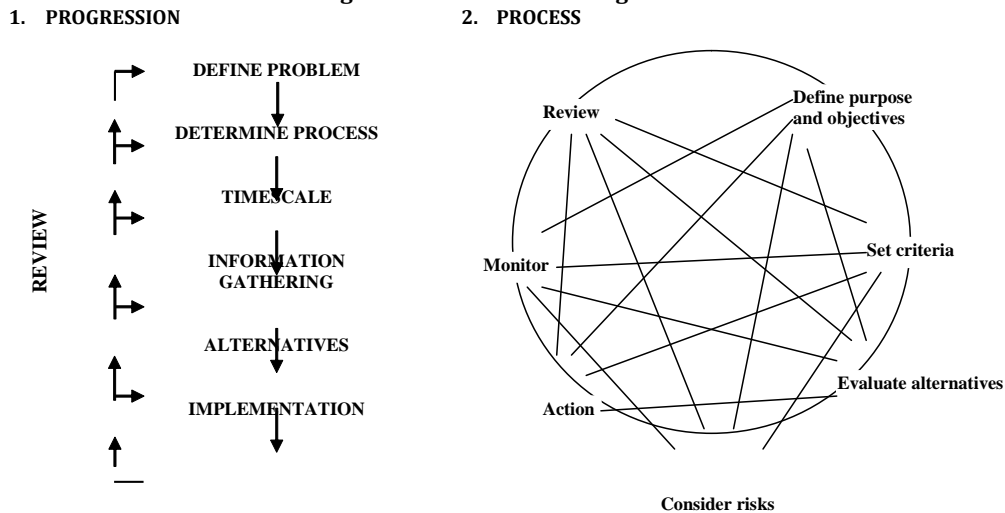 1. PROGRESSION
2. PROCESS
DEFINE PROBLEM
DETERMINE PROCESS
TIMESCALE
INFORMATION
GATHERING
ALTERNATIVES
IMPLEMENTATION
REVIEW
Review
Define purpose
and objectives
Monitor
Set criteria
Evaluate alternatives
Action
Consider risks